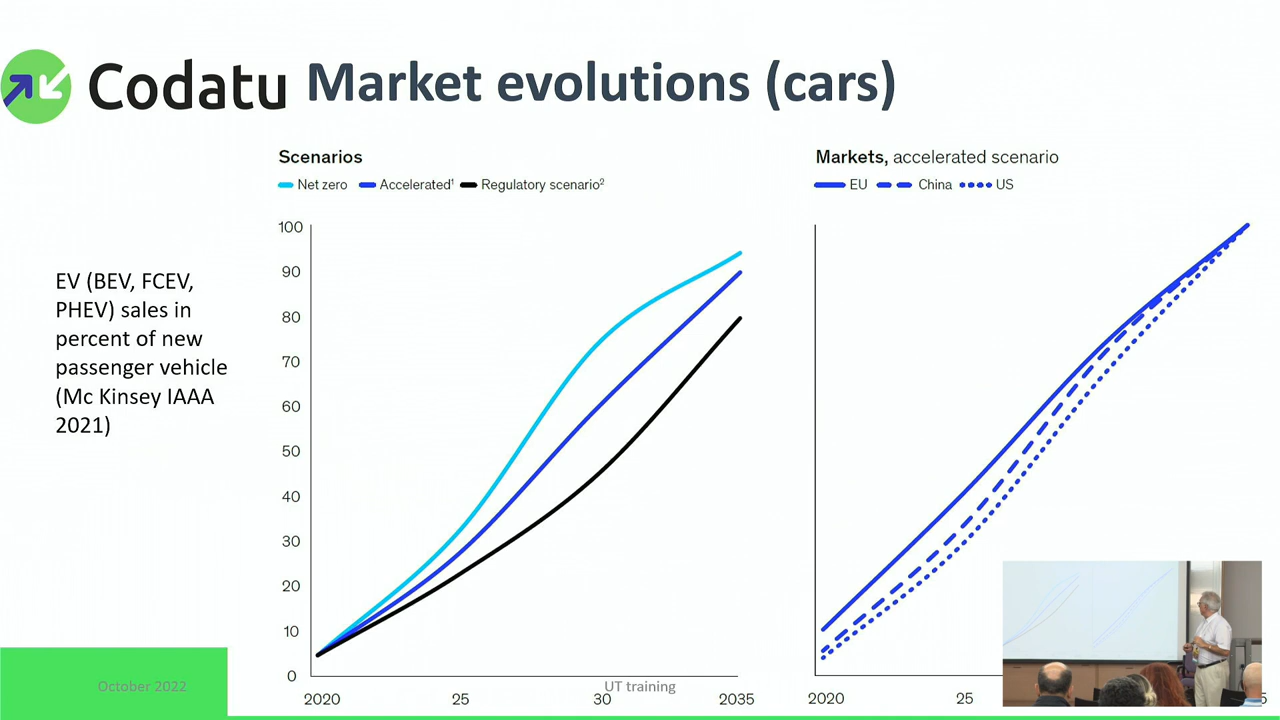 Codatu Market evolutions (cars)
Scenarios
Net zero Accelerated¹ Regulatory scenario²
Markets, accelerated scenario
EU China US
EV (BEV, FCEV,
PHEV) sales in
percent of new
passenger vehicle
(Mc Kinsey IAAA
2021)
100
90
80
70
60
50
40
30
20
10
0
2020 25 30 2035
2020 25
October 2022
UT training